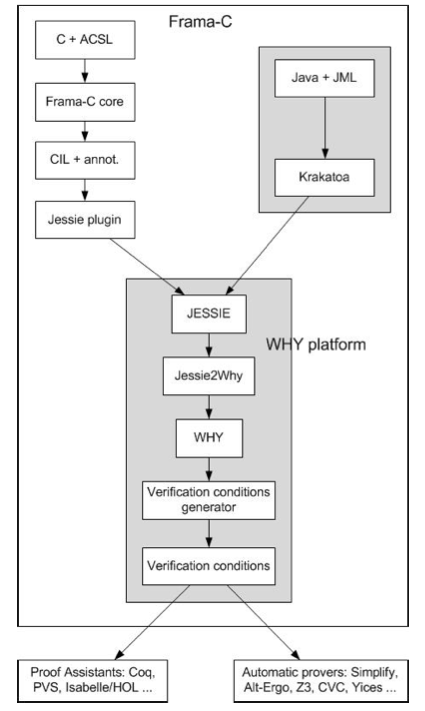 Frama-C
C + ACSL
Frama-C core
CIL + annot.
Jessie plugin
Java + JML
Krakatoa
JESSIE
WHY platform
Jessie2Why
WHY
Verification conditions
generator
Verification conditions
Proof Assistants: Coq,
PVS, Isabelle/HOL ...
Automatic provers: Simplify,
Alt-Ergo, Z3, CVC, Yices ...